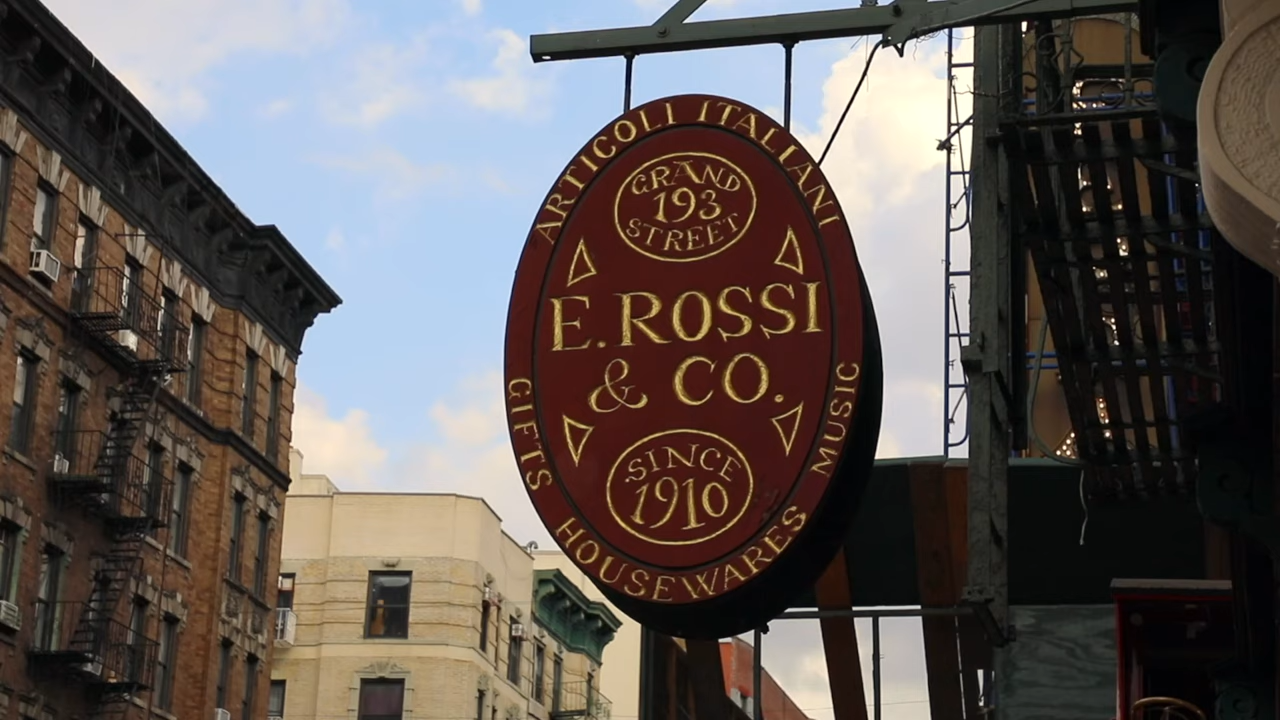 ARTICOLI ITALIANI
GRAND
193
STREET
E. ROSSI
& CO.
SINCE
1910
GIFTS
HOUSEWARES
MUSIC